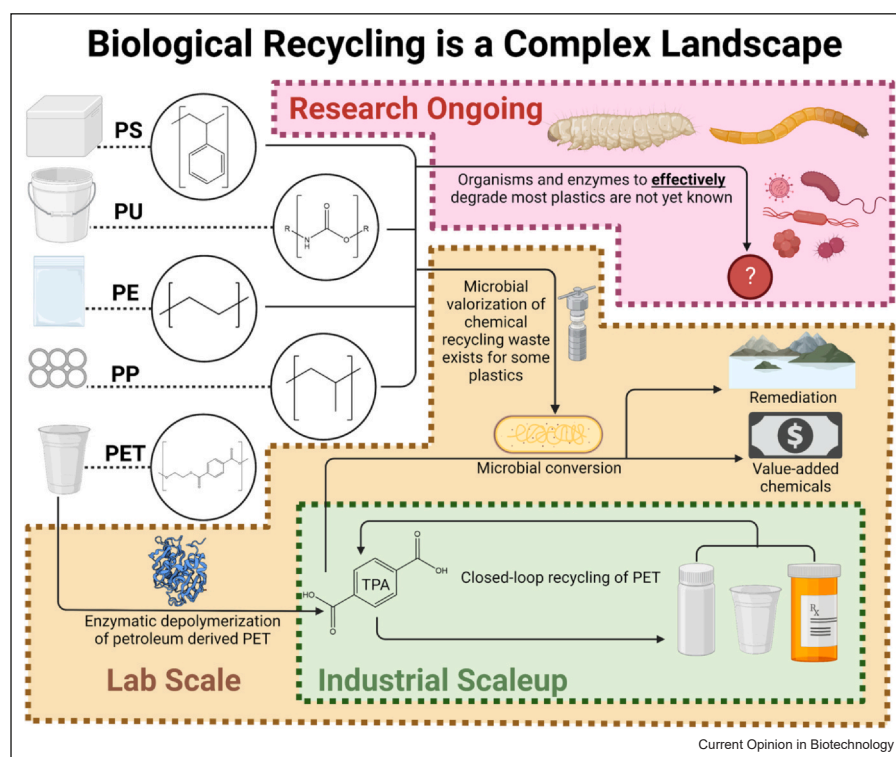 Biological Recycling is a Complex Landscape
PS
PU
PE
PP
PET
R
N
H
O
O
R
O
O
O
O
Research Ongoing
Organisms and enzymes to effectively
degrade most plastics are not yet known
?
Microbial
valorization of
chemical
recycling waste
exists for some
plastics
Microbial conversion
Remediation
$
Value-added
chemicals
Enzymatic depolymerization
of petroleum derived PET
Lab Scale
O
OH
TPA
HO
O
Closed-loop recycling of PET
Rx
Industrial Scaleup
Current Opinion in Biotechnology